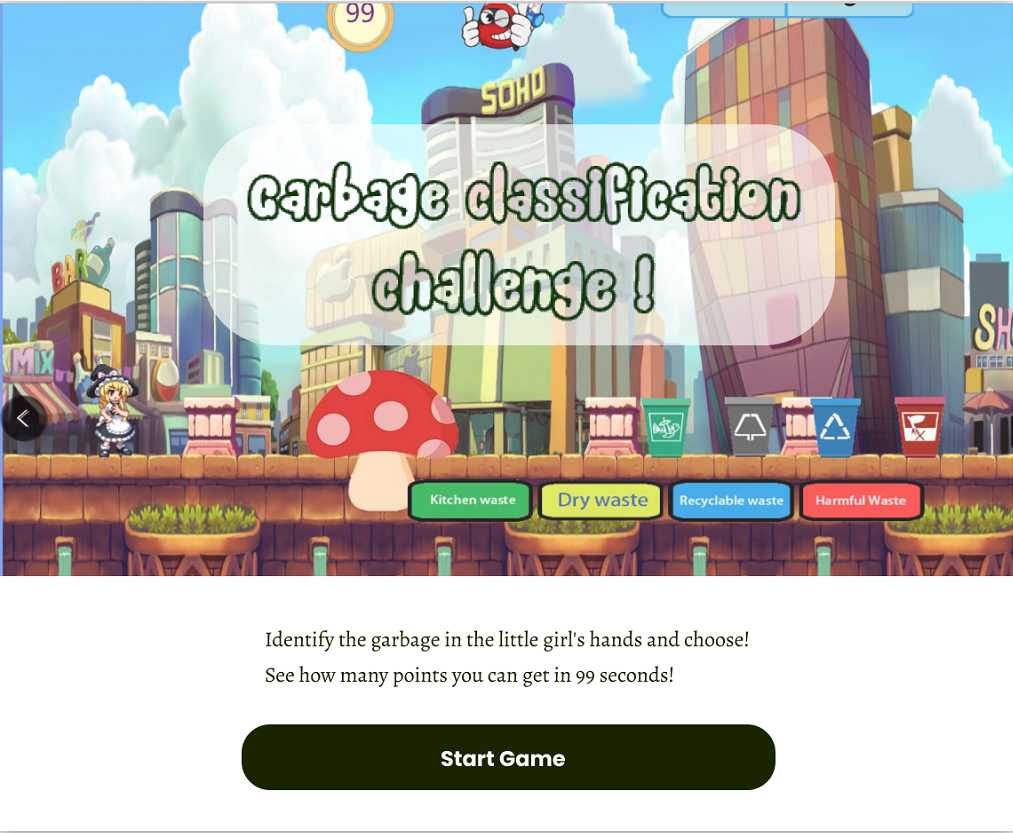 99
SOHO
Garbage classification
challenge !
BAR
MIX
Kitchen waste
Dry waste
Recyclable waste
Harmful Waste
Identify the garbage in the little girl's hands and choose!
See how many points you can get in 99 seconds!
Start Game